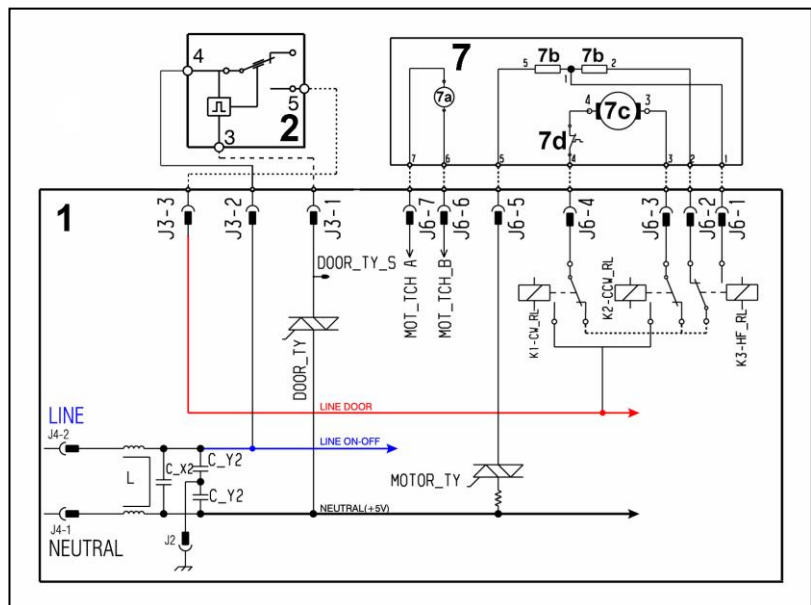 4
5
3
2
7
7b
7b
5
1
2
7a
4
7c
3
7d
7
6
5
4
3
2
1
1
J3-3
J3-2
J3-1
J6-7
J6-6
J6-5
J6-4
J6-3
J6-2
J6-1
DOOR_TY_S
MOT_TCH A
MOT_TCH_B
DOOR_TY
K1-CW_RL
K2-CCW_RL
K3-HF_RL
LINE DOOR
LINE
J4-2
LINE ON-OFF
L
C_X2
C_Y2
C_Y2
MOTOR_TY
NEUTRAL(+5V)
J4-1
NEUTRAL
J2